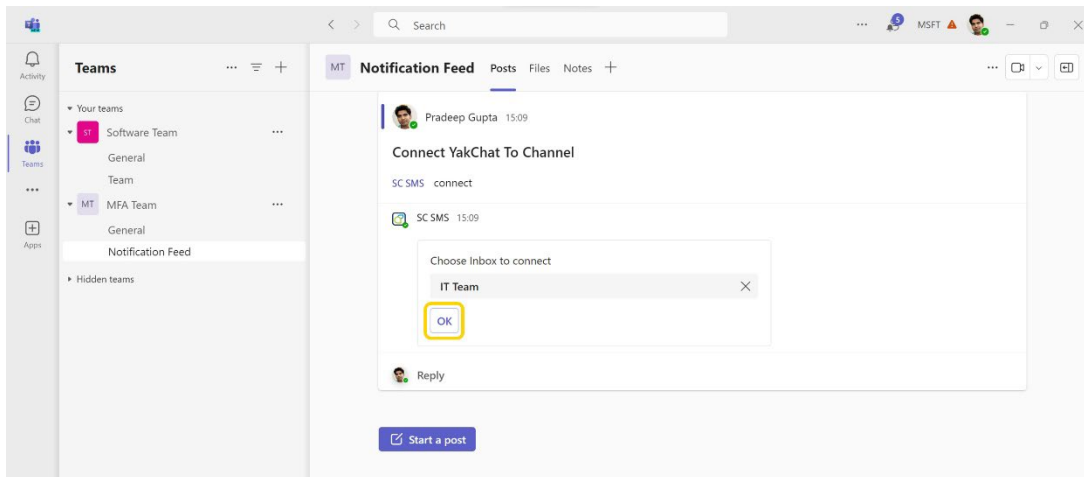 Search
5
MSFT
Activity
Chat
Teams
Apps
Teams
Your teams
ST Software Team
General
Team
MT MFA Team
General
Notification Feed
Hidden teams
MT Notification Feed Posts Files Notes
Pradeep Gupta 15:09
Connect YakChat To Channel
SC SMS connect
SC SMS 15:09
Choose Inbox to connect
IT Team
OK
Reply
Start a post